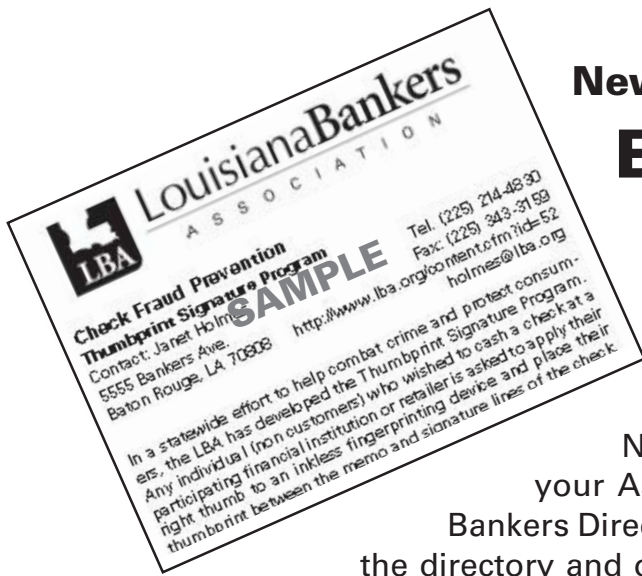 LouisianaBankers
ASSOCIATION
LBA
Check Fraud Prevention
Thumbprint Signature Program
Contact: Janet Holmes
5555 Bankers Ave.
Baton Rouge, LA 70808
Tel. (225) 214-4830
Fax: (225) 343-3159
http://www.lba.org/content.cfm?id=52
holmes@lba.org
SAMPLE
In a statewide effort to help combat crime and protect consum-
ers, the LBA has developed the Thumbprint Signature Program.
Any individual (non customers) who wished to cash a check at a
participating financial institution or retailer is asked to apply their
right thumb to an inkless fingerprinting device and place their
thumbprint between the memo and signature lines of the check.
New
E
N
your A
Bankers Direc
the directory and c